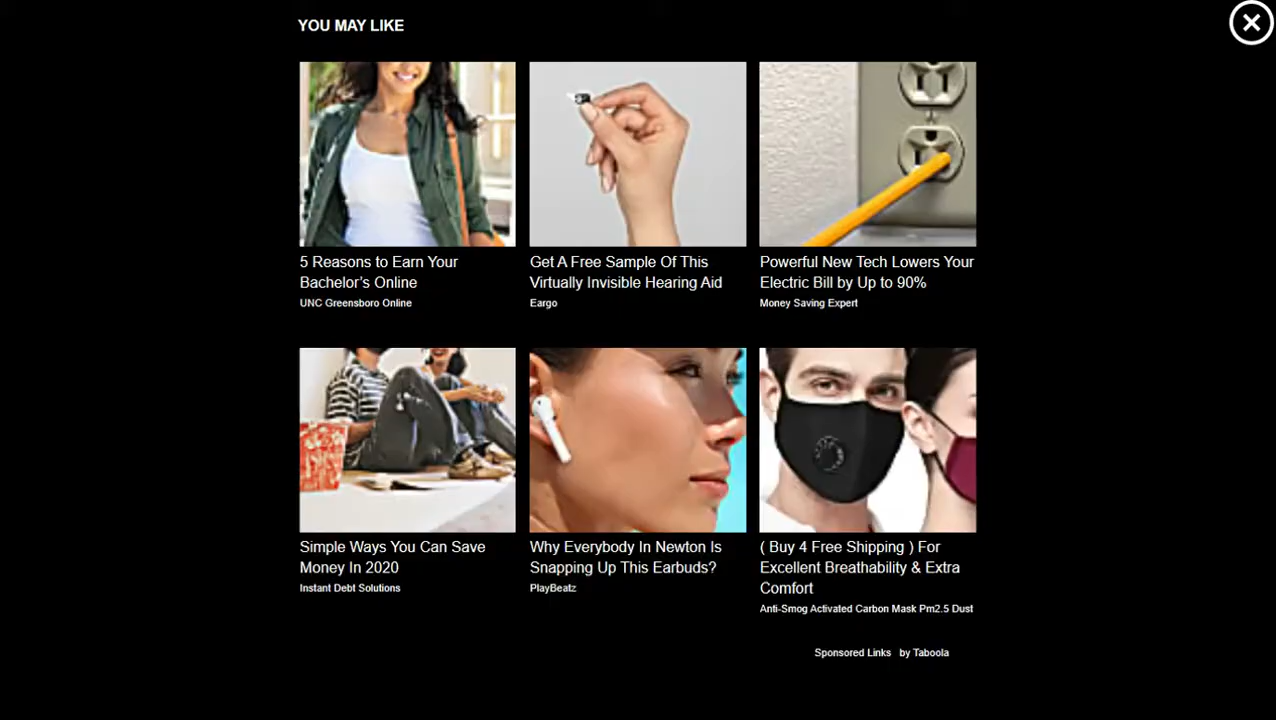 YOU MAY LIKE
5 Reasons to Earn Your
Bachelor’s Online
UNC Greensboro Online
Get A Free Sample Of This
Virtually Invisible Hearing Aid
Eargo
Powerful New Tech Lowers Your
Electric Bill by Up to 90%
Money Saving Expert
Simple Ways You Can Save
Money In 2020
Instant Debt Solutions
Why Everybody In Newton Is
Snapping Up This Earbuds?
PlayBeatz
( Buy 4 Free Shipping ) For
Excellent Breathability & Extra
Comfort
Anti-Smog Activated Carbon Mask Pm2.5 Dust
Sponsored Links by Taboola